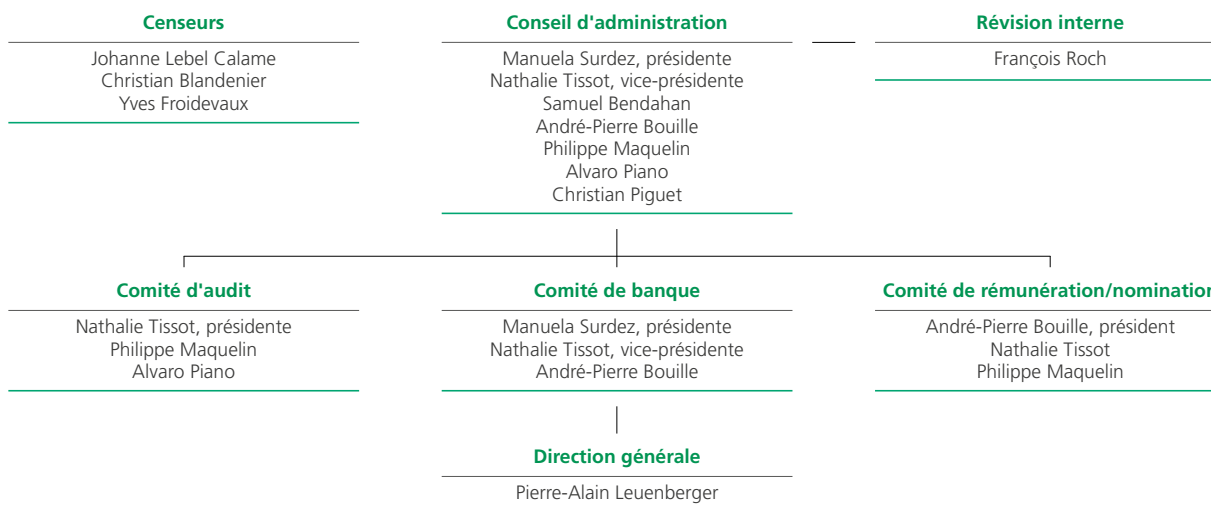 Censeurs
Johanne Lebel Calame
Christian Blandenier
Yves Froidevaux
Conseil d'administration
Manuela Surdez, présidente
Nathalie Tissot, vice-présidente
Samuel Bendahan
André-Pierre Bouille
Philippe Maquelin
Alvaro Piano
Christian Piguet
Révision interne
François Roch
Comité d'audit
Nathalie Tissot, présidente
Philippe Maquelin
Alvaro Piano
Comité de banque
Manuela Surdez, présidente
Nathalie Tissot, vice-présidente
André-Pierre Bouille
Comité de rémunération/nomination
André-Pierre Bouille, président
Nathalie Tissot
Philippe Maquelin
Direction générale
Pierre-Alain Leuenberger